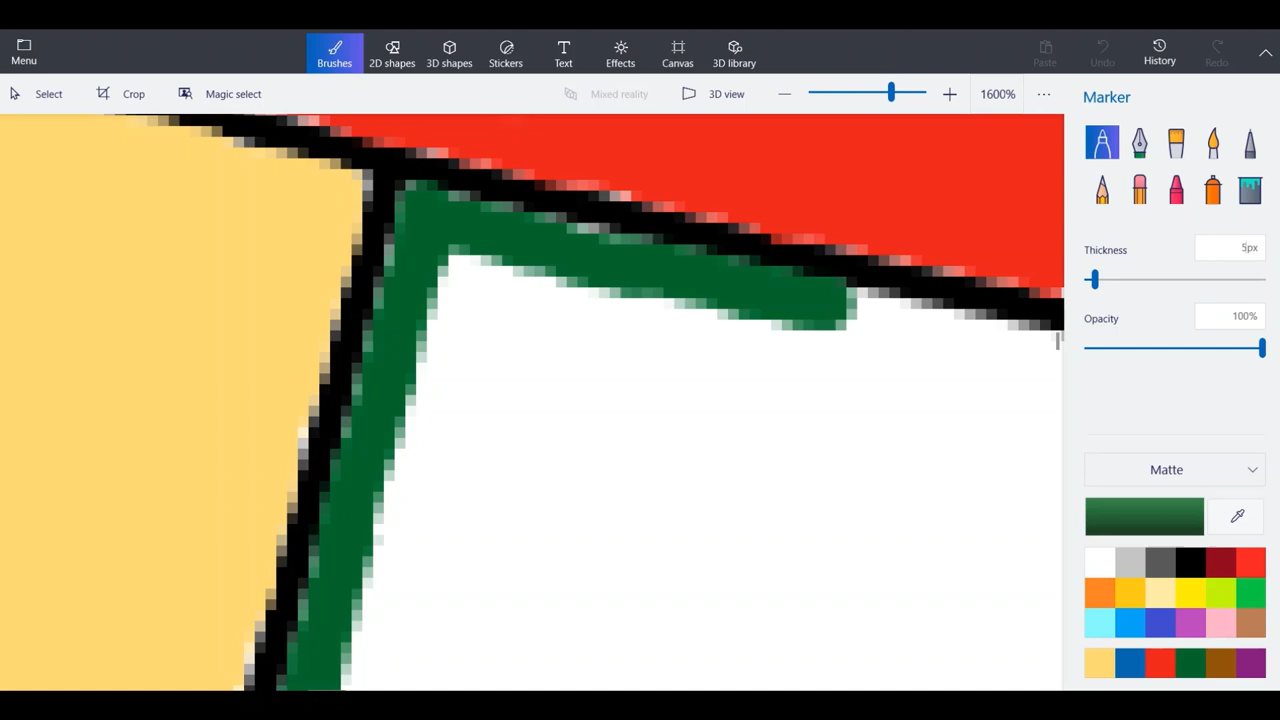 Menu
Brushes
2D shapes
3D shapes
Stickers
Text
Effects
Canvas
3D library
Paste
Undo
History
Redo
Select
Crop
Magic select
Mixed reality
3D view
1600%
Marker
Thickness
5px
Opacity
100%
Matte